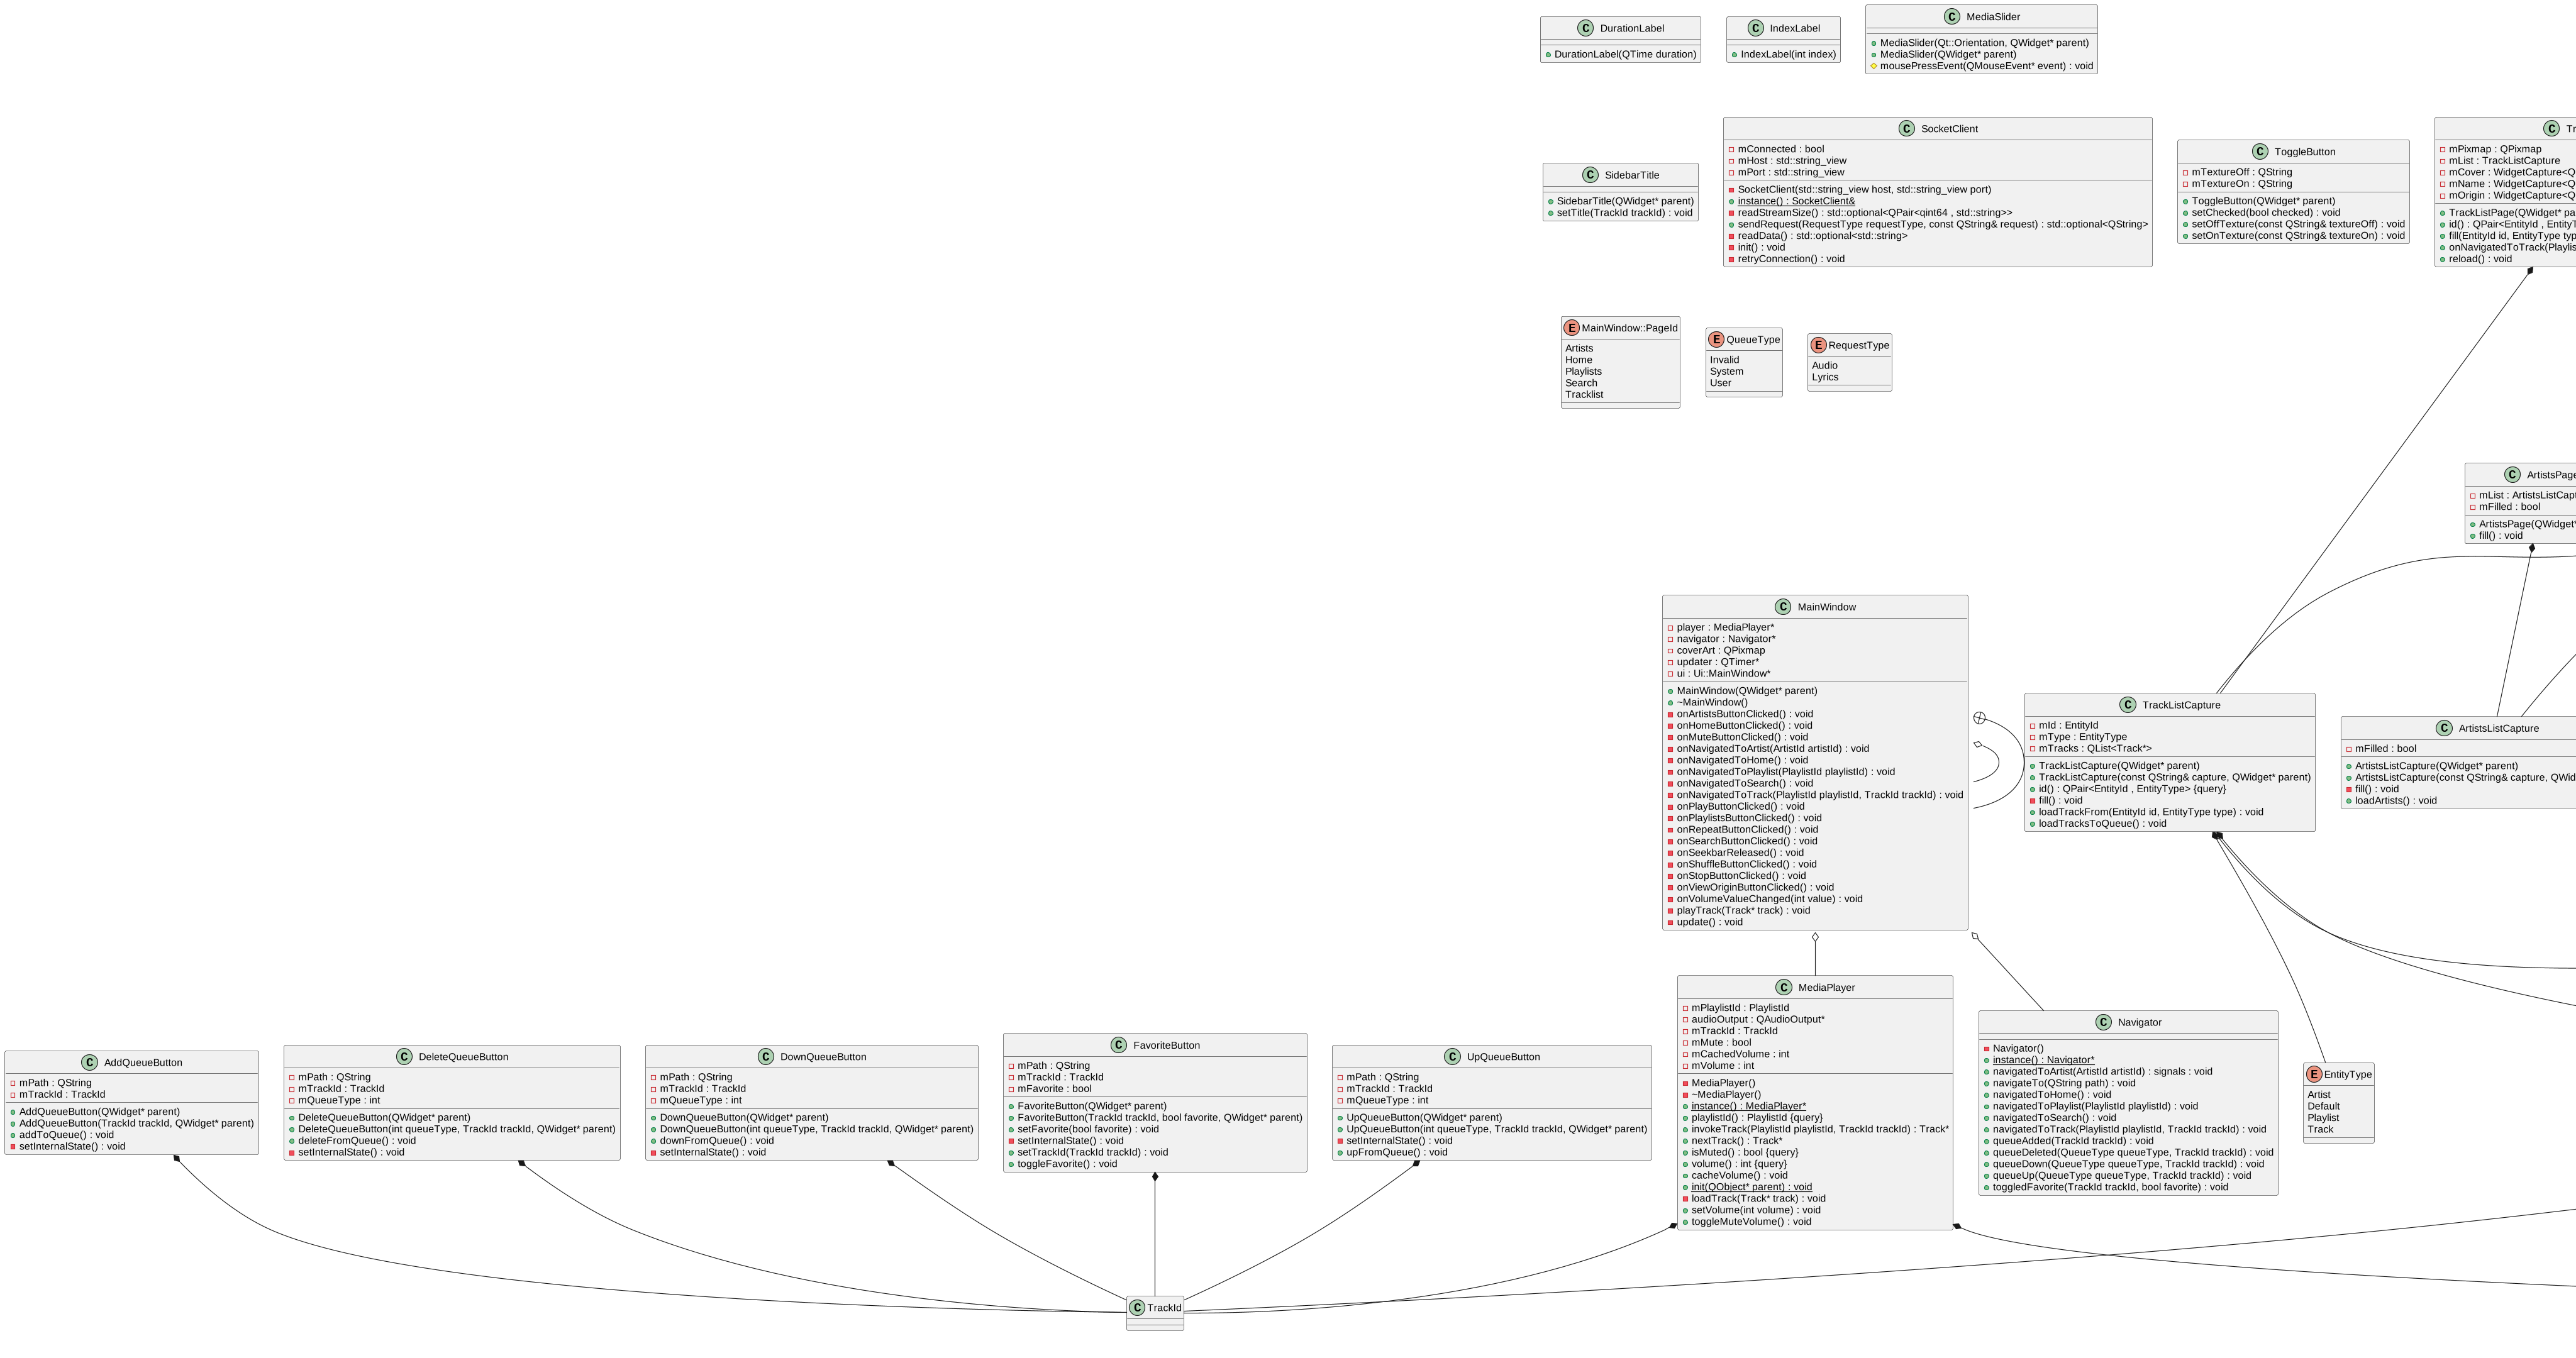 C DurationLabel
DurationLabel(QTime duration)
C IndexLabel
IndexLabel(int index)
C MediaSlider
MediaSlider(Qt::Orientation, QWidget* parent)
MediaSlider(QWidget* parent)
mousePressEvent(QMouseEvent* event) : void
C SidebarTitle
SidebarTitle(QWidget* parent)
setTitle(TrackId trackId) : void
C SocketClient
mConnected : bool
mHost : std::string_view
mPort : std::string_view
SocketClient(std::string_view host, std::string_view port)
instance() : SocketClient&
readStreamSize() : std::optional<QPair<qint64 , std::string>>
sendRequest(RequestType requestType, const QString& request) : std::optional<QString>
readData() : std::optional<std::string>
init() : void
retryConnection() : void
C ToggleButton
mTextureOff : QString
mTextureOn : QString
ToggleButton(QWidget* parent)
setChecked(bool checked) : void
setOffTexture(const QString& textureOff) : void
setOnTexture(const QString& textureOn) : void
C Tr
mPixmap : QPixmap
mList : TrackListCapture
mCover : WidgetCapture<Q
mName : WidgetCapture<Q
mOrigin : WidgetCapture<Q
TrackListPage(QWidget* pa
id() : QPair<EntityId , EntityT
fill(EntityId id, EntityType typ
onNavigatedToTrack(Playlis
reload() : void
E MainWindow::PageId
Artists
Home
Playlists
Search
Tracklist
E QueueType
Invalid
System
User
E RequestType
Audio
Lyrics
C ArtistsPage
mList : ArtistsListCap
mFilled : bool
ArtistsPage(QWidget*
fill() : void
C MainWindow
player : MediaPlayer*
navigator : Navigator*
coverArt : QPixmap
updater : QTimer*
ui : Ui::MainWindow*
MainWindow(QWidget* parent)
~MainWindow()
onArtistsButtonClicked() : void
onHomeButtonClicked() : void
onMuteButtonClicked() : void
onNavigatedToArtist(ArtistId artistId) : void
onNavigatedToHome() : void
onNavigatedToPlaylist(PlaylistId playlistId) : void
onNavigatedToSearch() : void
onNavigatedToTrack(PlaylistId playlistId, TrackId trackId) : void
onPlayButtonClicked() : void
onPlaylistsButtonClicked() : void
onRepeatButtonClicked() : void
onSearchButtonClicked() : void
onSeekbarReleased() : void
onShuffleButtonClicked() : void
onStopButtonClicked() : void
onViewOriginButtonClicked() : void
onVolumeValueChanged(int value) : void
playTrack(Track* track) : void
update() : void
C TrackListCapture
mId : EntityId
mType : EntityType
mTracks : QList<Track*>
TrackListCapture(QWidget* parent)
TrackListCapture(const QString& capture, QWidget* parent)
id() : QPair<EntityId , EntityType> {query}
fill() : void
loadTrackFrom(EntityId id, EntityType type) : void
loadTracksToQueue() : void
C ArtistsListCapture
mFilled : bool
ArtistsListCapture(QWidget* parent)
ArtistsListCapture(const QString& capture, QWid
fill() : void
loadArtists() : void
C AddQueueButton
mPath : QString
mTrackId : TrackId
AddQueueButton(QWidget* parent)
AddQueueButton(TrackId trackId, QWidget* parent)
addToQueue() : void
setInternalState() : void
C DeleteQueueButton
mPath : QString
mTrackId : TrackId
mQueueType : int
DeleteQueueButton(QWidget* parent)
DeleteQueueButton(int queueType, TrackId trackId, QWidget* parent)
deleteFromQueue() : void
setInternalState() : void
C DownQueueButton
mPath : QString
mTrackId : TrackId
mQueueType : int
DownQueueButton(QWidget* parent)
DownQueueButton(int queueType, TrackId trackId, QWidget* parent)
downFromQueue() : void
setInternalState() : void
C FavoriteButton
mPath : QString
mTrackId : TrackId
mFavorite : bool
FavoriteButton(QWidget* parent)
FavoriteButton(TrackId trackId, bool favorite, QWidget* parent)
setFavorite(bool favorite) : void
setInternalState() : void
setTrackId(TrackId trackId) : void
toggleFavorite() : void
C UpQueueButton
mPath : QString
mTrackId : TrackId
mQueueType : int
UpQueueButton(QWidget* parent)
UpQueueButton(int queueType, TrackId trackId, QWidget* parent)
setInternalState() : void
upFromQueue() : void
C MediaPlayer
mPlaylistId : PlaylistId
audioOutput : QAudioOutput*
mTrackId : TrackId
mMute : bool
mCachedVolume : int
mVolume : int
MediaPlayer()
~MediaPlayer()
instance() : MediaPlayer*
playlistId() : PlaylistId {query}
invokeTrack(PlaylistId playlistId, TrackId trackId) : Track*
nextTrack() : Track*
isMuted() : bool {query}
volume() : int {query}
cacheVolume() : void
init(QObject* parent) : void
loadTrack(Track* track) : void
setVolume(int volume) : void
toggleMuteVolume() : void
C Navigator
Navigator()
instance() : Navigator*
navigatedToArtist(ArtistId artistId) : signals : void
navigateTo(QString path) : void
navigatedToHome() : void
navigatedToPlaylist(PlaylistId playlistId) : void
navigatedToSearch() : void
navigatedToTrack(PlaylistId playlistId, TrackId trackId) : void
queueAdded(TrackId trackId) : void
queueDeleted(QueueType queueType, TrackId trackId) : void
queueDown(QueueType queueType, TrackId trackId) : void
queueUp(QueueType queueType, TrackId trackId) : void
toggledFavorite(TrackId trackId, bool favorite) : void
E EntityType
Artist
Default
Playlist
Track
C TrackId